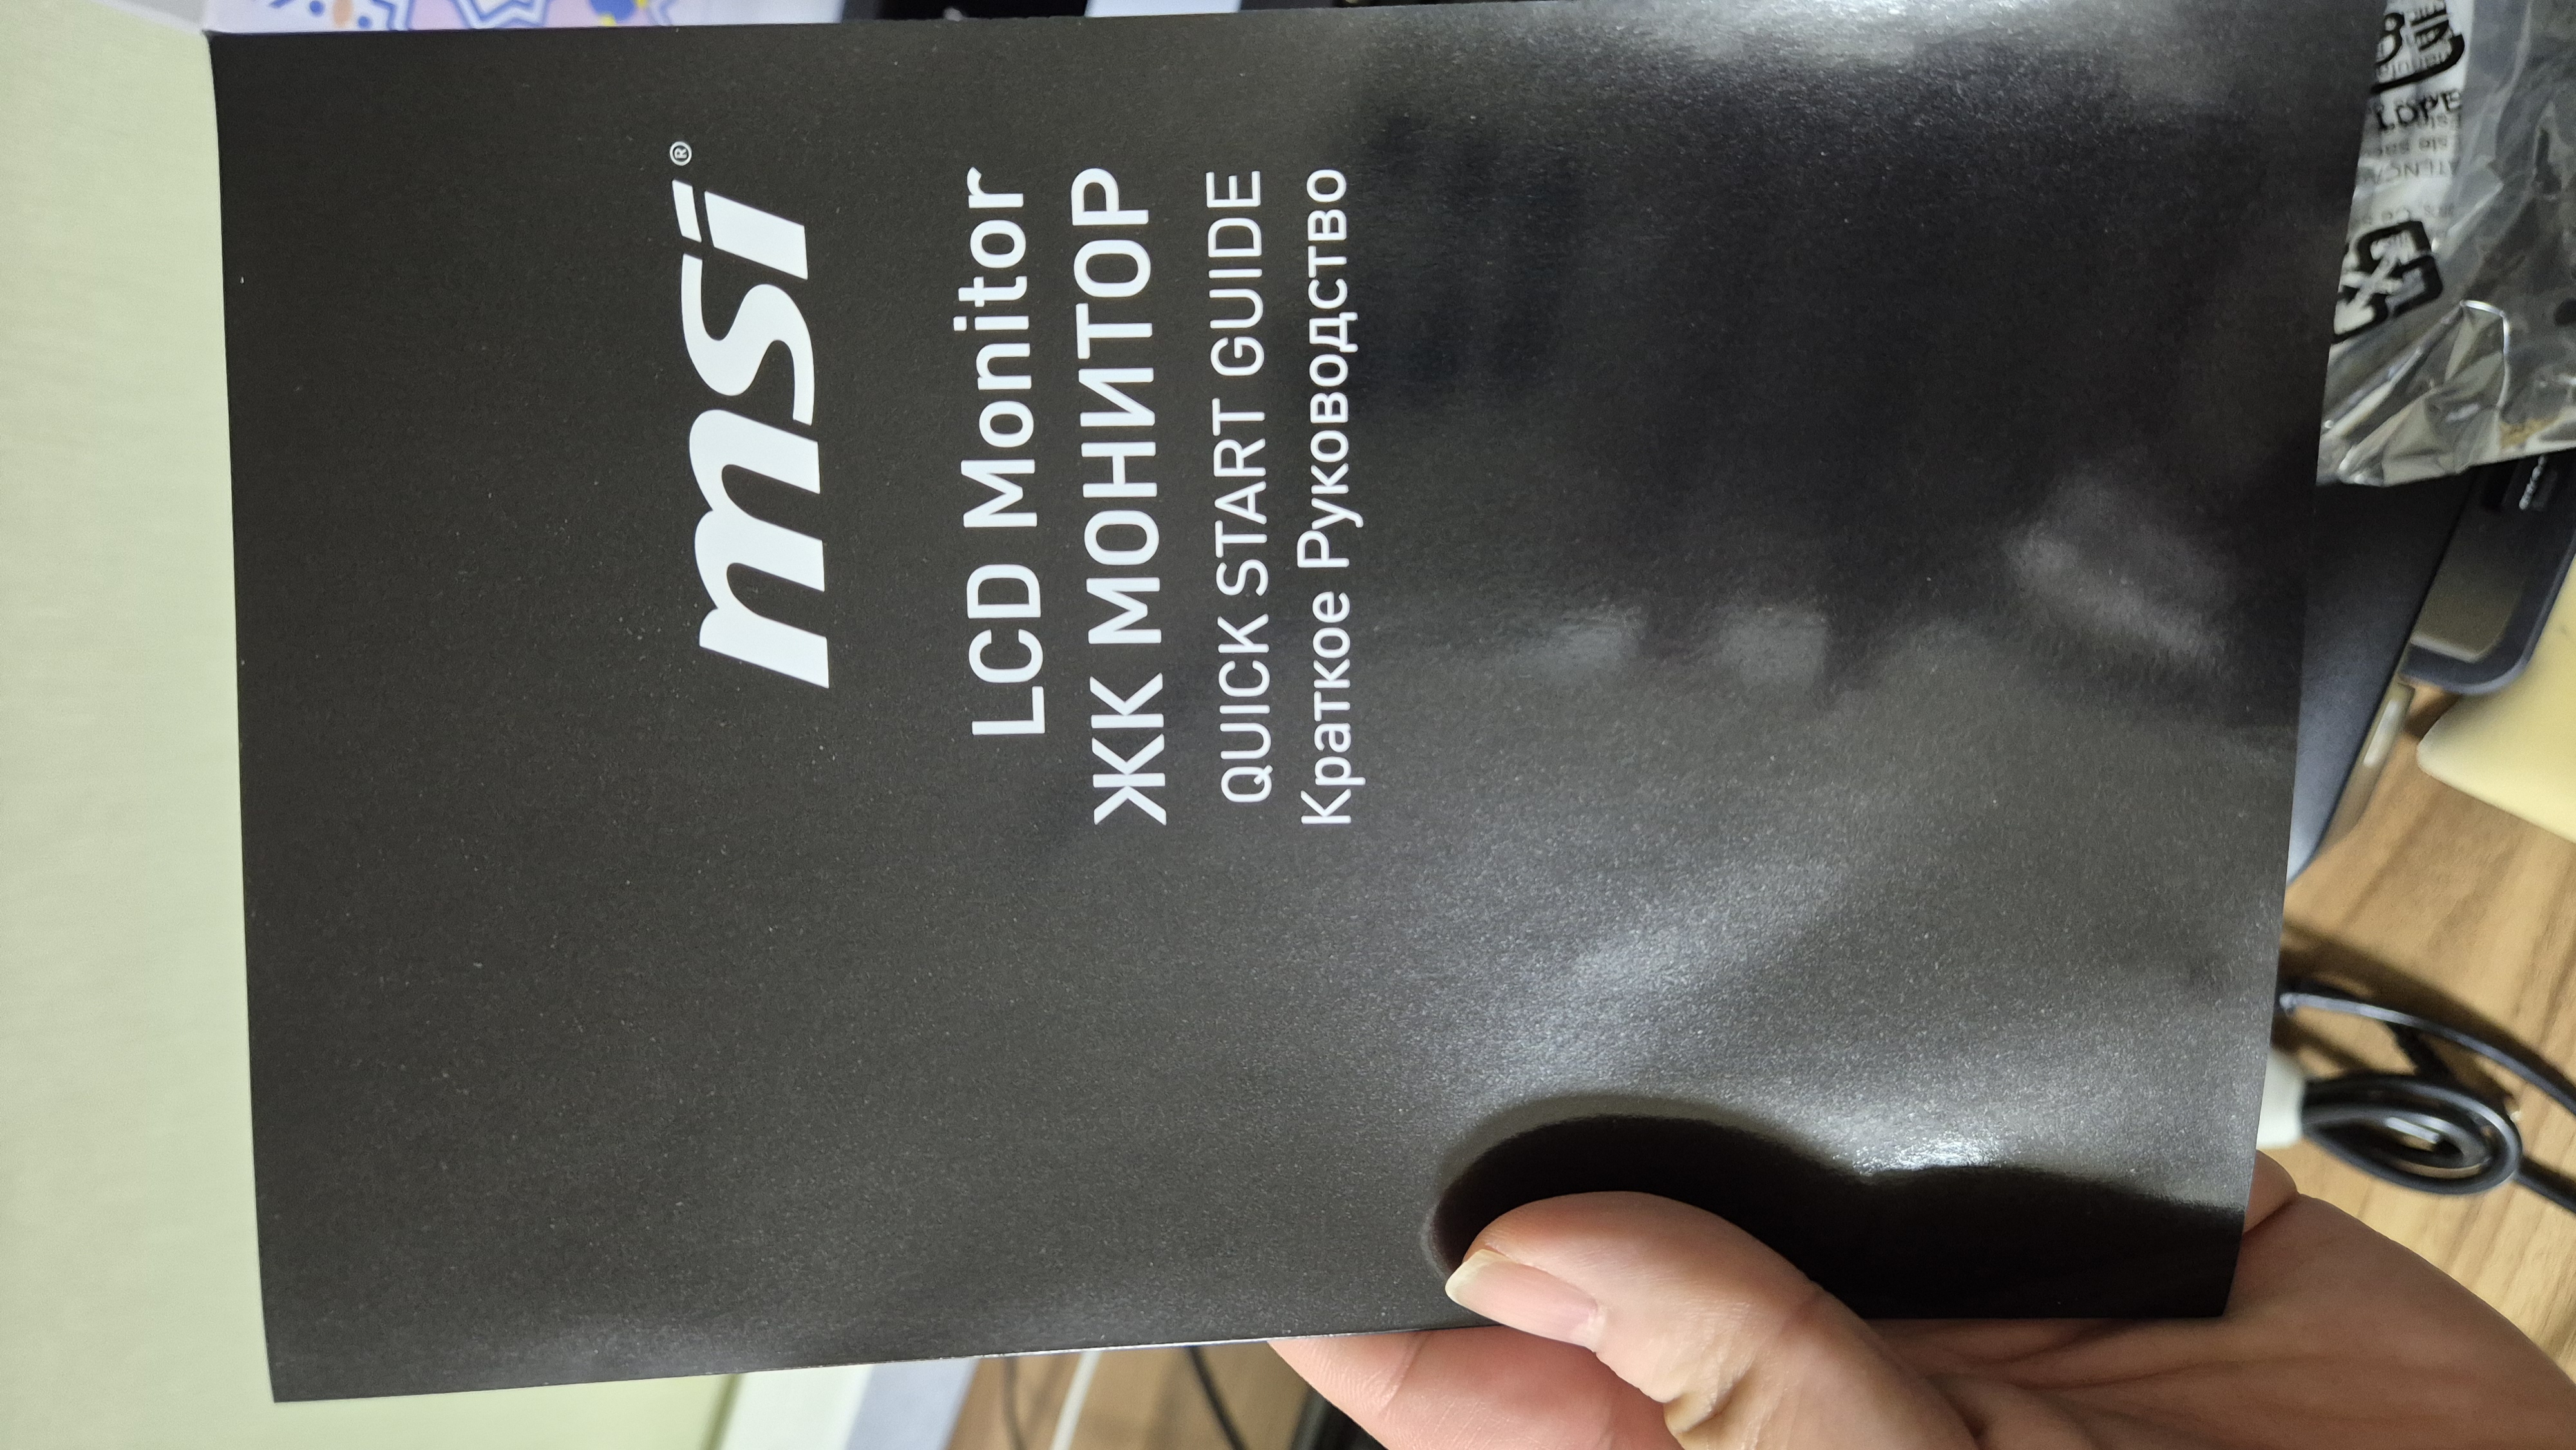 msi®
LCD Monitor
ЖК МОНИТОР
QUICK START GUIDE
Краткое Руководство